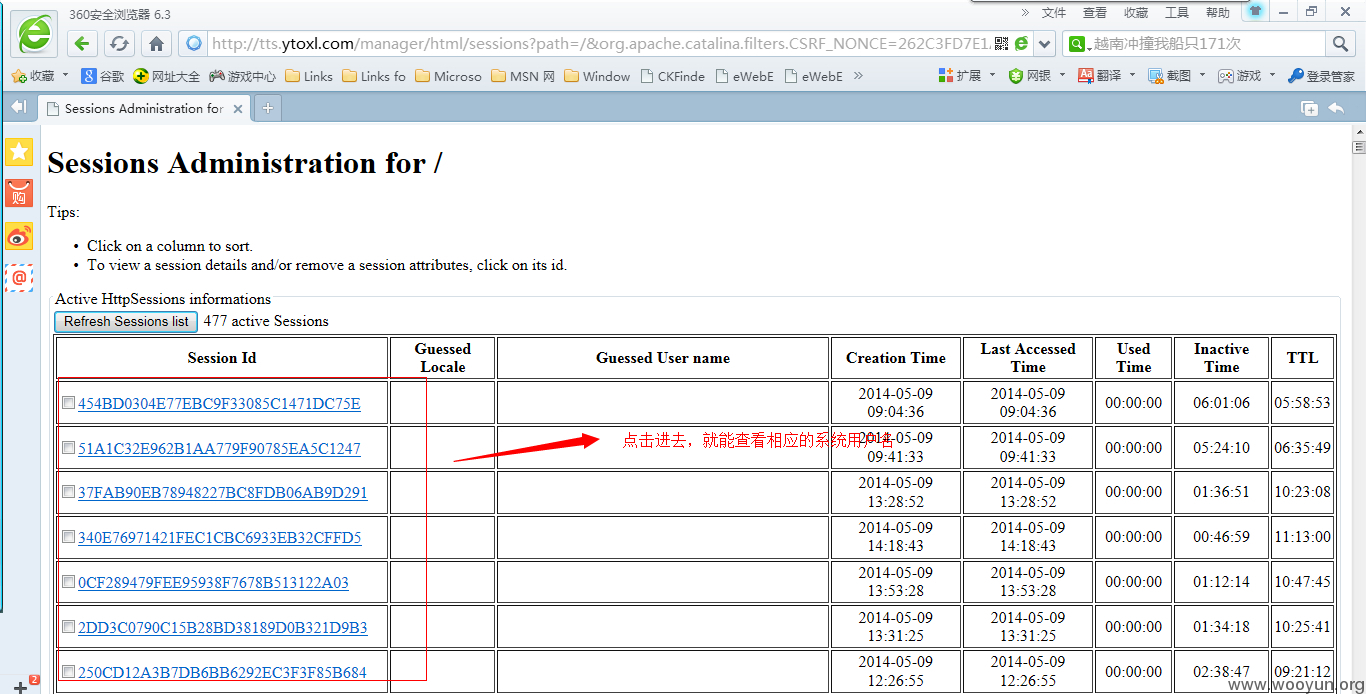 360安全浏览器 6.3
» 文件 查看 收藏 工具 帮助
http://tts.ytoxl.com/manager/html/sessions?path=/&org.apache.catalina.filters.CSRF_NONCE=262C3FD7E1
越南冲撞我船只171次
收藏 谷歌 网址大全 游戏中心 Links Links fo Microso MSN 网 Window CKFinde eWebE eWebE » 扩展 网银 翻译 截图 游戏 登录管家
Sessions Administration for
Sessions Administration for /
Tips:
• Click on a column to sort.
• To view a session details and/or remove a session attributes, click on its id.
Active HttpSessions informations
Refresh Sessions list 477 active Sessions
Session Id Guessed Locale Guessed User name Creation Time Last Accessed Time Used Time Inactive Time TTL
454BD0304E77EBC9F33085C1471DC75E 2014-05-09 09:04:36 2014-05-09 09:04:36 00:00:00 06:01:06 05:58:53
点击进去，就能查看相应的系统用户名
51A1C32E962B1AA779F90785EA5C1247 2014-05-09 09:41:33 2014-05-09 09:41:33 00:00:00 05:24:10 06:35:49
37FAB90EB78948227BC8FDB06AB9D291 2014-05-09 13:28:52 2014-05-09 13:28:52 00:00:00 01:36:51 10:23:08
340E76971421FEC1CBC6933EB32CFFD5 2014-05-09 14:18:43 2014-05-09 14:18:43 00:00:00 00:46:59 11:13:00
0CF289479FEE95938F7678B513122A03 2014-05-09 13:53:28 2014-05-09 13:53:28 00:00:00 01:12:14 10:47:45
2DD3C0790C15B28BD38189D0B321D9B3 2014-05-09 13:31:25 2014-05-09 13:31:25 00:00:00 01:34:18 10:25:41
250CD12A3B7DB6BB6292EC3F3F85B684 2014-05-09 12:26:55 2014-05-09 12:26:55 00:00:00 02:38:47 09:21:12
购
2
www.wooyun.org